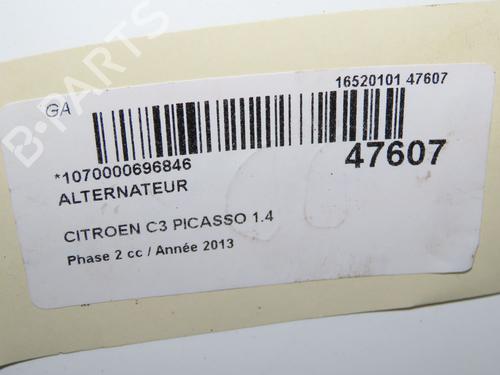 B-PARTS
GA
16520101 47607
*1070000696846
47607
ALTERNATEUR
CITROEN C3 PICASSO 1.4
Phase 2 cc / Année 2013